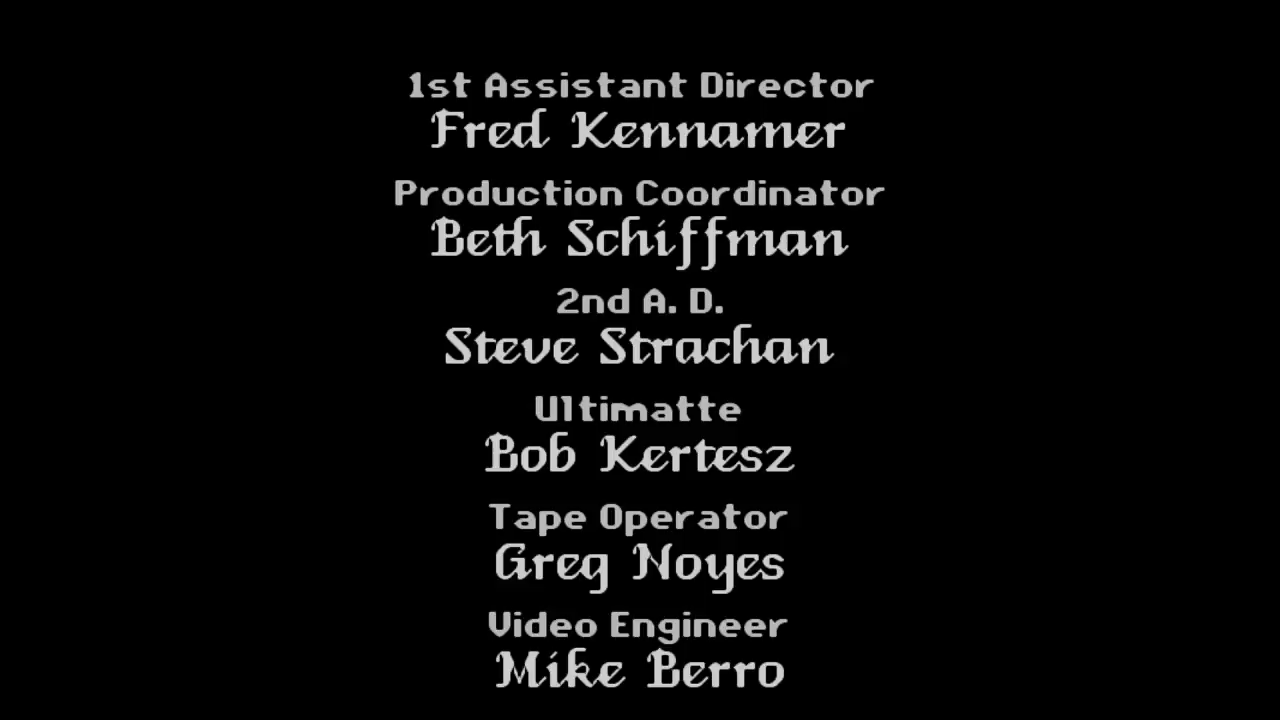 1st Assistant Director
Fred Kennamer
Production Coordinator
Beth Schiffman
2nd A. D.
Steve Strachan
Ultimatte
Bob Kertesz
Tape Operator
Greg Noyes
Video Engineer
Mike Berro